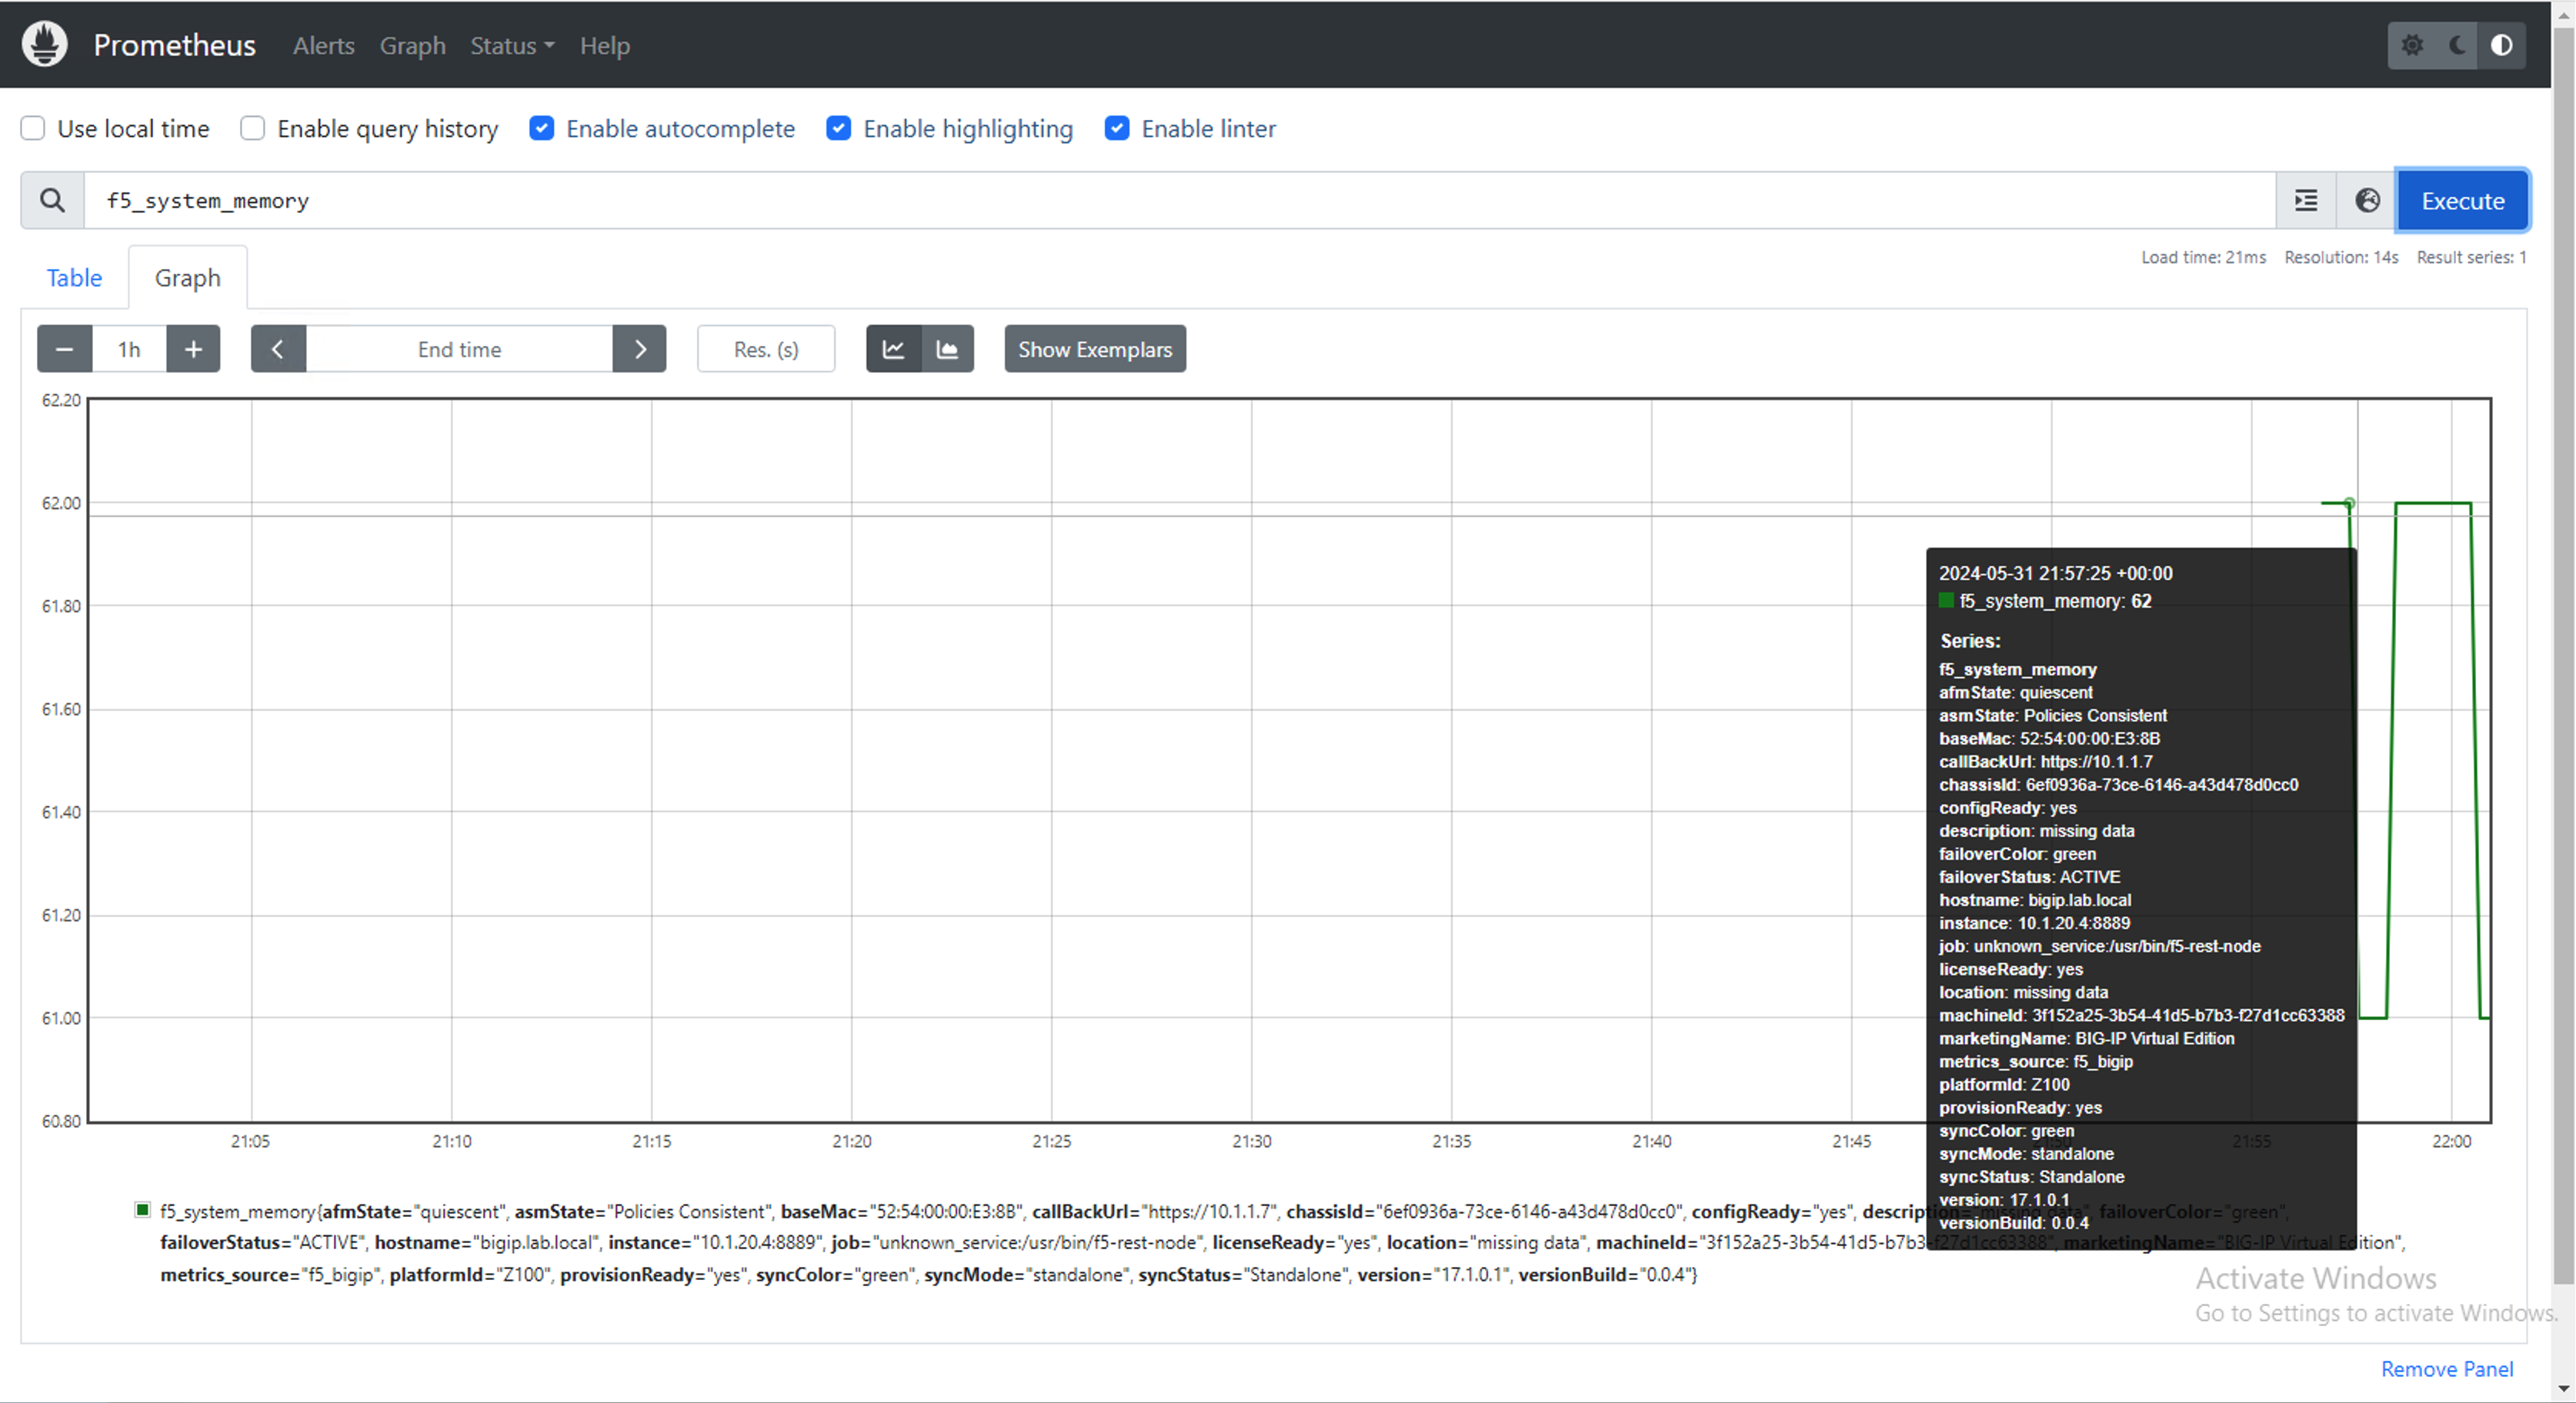 Prometheus Alerts Graph Status Help
Use local time Enable query history Enable autocomplete Enable highlighting Enable linter
f5_system_memory Execute
Load time: 21ms Resolution: 14s Result series: 1
Table Graph
− 1h + End time Res. (s) Show Exemplars
62.20
62.00
61.80
61.60
61.40
61.20
61.00
60.80
21:05 21:10 21:15 21:20 21:25 21:30 21:35 21:40 21:45 21:50 21:55 22:00
2024-05-31 21:57:25 +00:00
f5_system_memory: 62
Series:
f5_system_memory
afmState: quiescent
asmState: Policies Consistent
baseMac: 52:54:00:00:E3:8B
callBackUrl: https://10.1.1.7
chassisId: 6ef0936a-73ce-6146-a43d478d0cc0
configReady: yes
description: missing data
failoverColor: green
failoverStatus: ACTIVE
hostname: bigip.lab.local
instance: 10.1.20.4:8889
job: unknown_service:/usr/bin/f5-rest-node
licenseReady: yes
location: missing data
machineId: 3f152a25-3b54-41d5-b7b3-f27d1cc63388
marketingName: BIG-IP Virtual Edition
metrics_source: f5_bigip
platformId: Z100
provisionReady: yes
syncColor: green
syncMode: standalone
syncStatus: Standalone
version: 17.1.0.1
versionBuild: 0.0.4
f5_system_memory{afmState="quiescent", asmState="Policies Consistent", baseMac="52:54:00:00:E3:8B", callBackUrl="https://10.1.1.7", chassisId="6ef0936a-73ce-6146-a43d478d0cc0", configReady="yes", description="missing data", failoverColor="green",
failoverStatus="ACTIVE", hostname="bigip.lab.local", instance="10.1.20.4:8889", job="unknown_service:/usr/bin/f5-rest-node", licenseReady="yes", location="missing data", machineId="3f152a25-3b54-41d5-b7b3-f27d1cc63388", marketingName="BIG-IP Virtual Edition",
metrics_source="f5_bigip", platformId="Z100", provisionReady="yes", syncColor="green", syncMode="standalone", syncStatus="Standalone", version="17.1.0.1", versionBuild="0.0.4"}
Activate Windows
Go to Settings to activate Windows.
Remove Panel